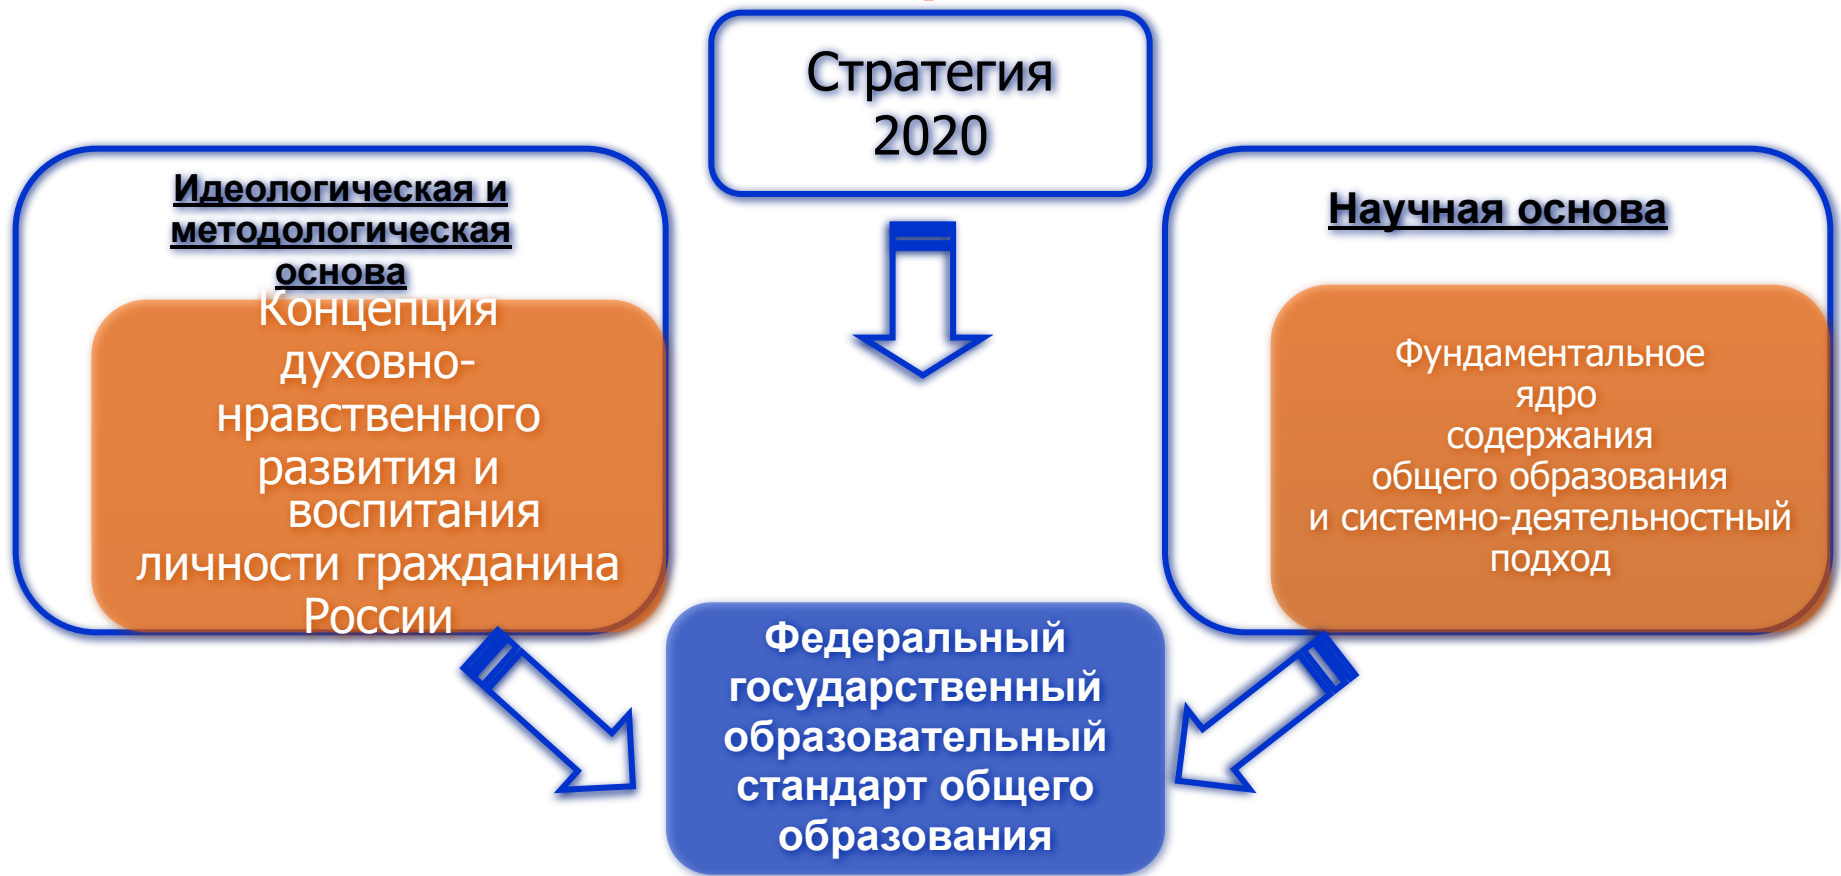 Стратегия
2020
Идеологическая и
методологическая
основа
Концепция
духовно-
нравственного
развития и
воспитания
личности гражданина
России
Научная основа
Фундаментальное
ядро
содержания
общего образования
и системно-деятельностный
подход
Федеральный
государственный
образовательный
стандарт общего
образования